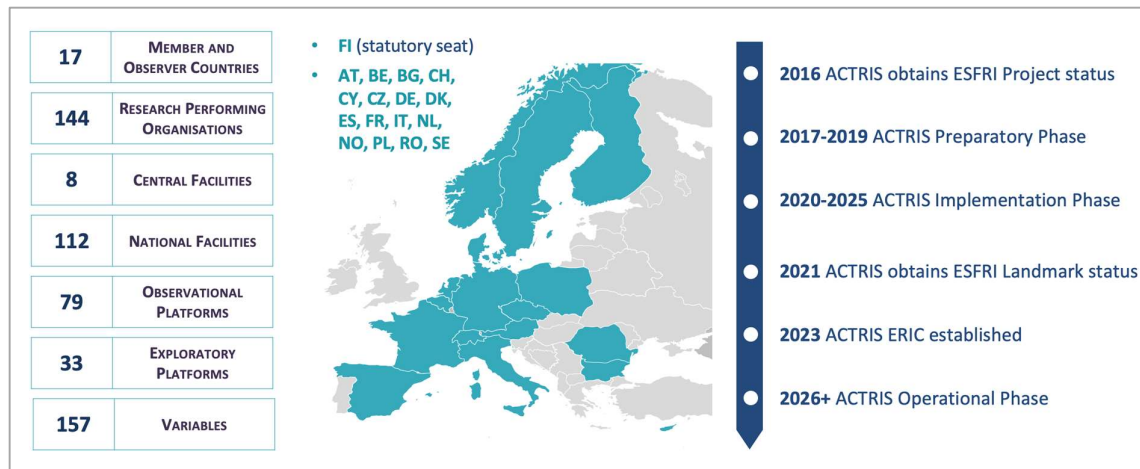 17
MEMBER AND
OBSERVER COUNTRIES
144
RESEARCH PERFORMING
ORGANISATIONS
8
CENTRAL FACILITIES
112
NATIONAL FACILITIES
79
OBSERVATIONAL
PLATFORMS
33
EXPLORATORY
PLATFORMS
157
VARIABLES
• FI (statutory seat)
• AT, BE, BG, CH,
CY, CZ, DE, DK,
ES, FR, IT, NL,
NO, PL, RO, SE
2016 ACTRIS obtains ESFRI Project status
2017-2019 ACTRIS Preparatory Phase
2020-2025 ACTRIS Implementation Phase
2021 ACTRIS obtains ESFRI Landmark status
2023 ACTRIS ERIC established
2026+ ACTRIS Operational Phase